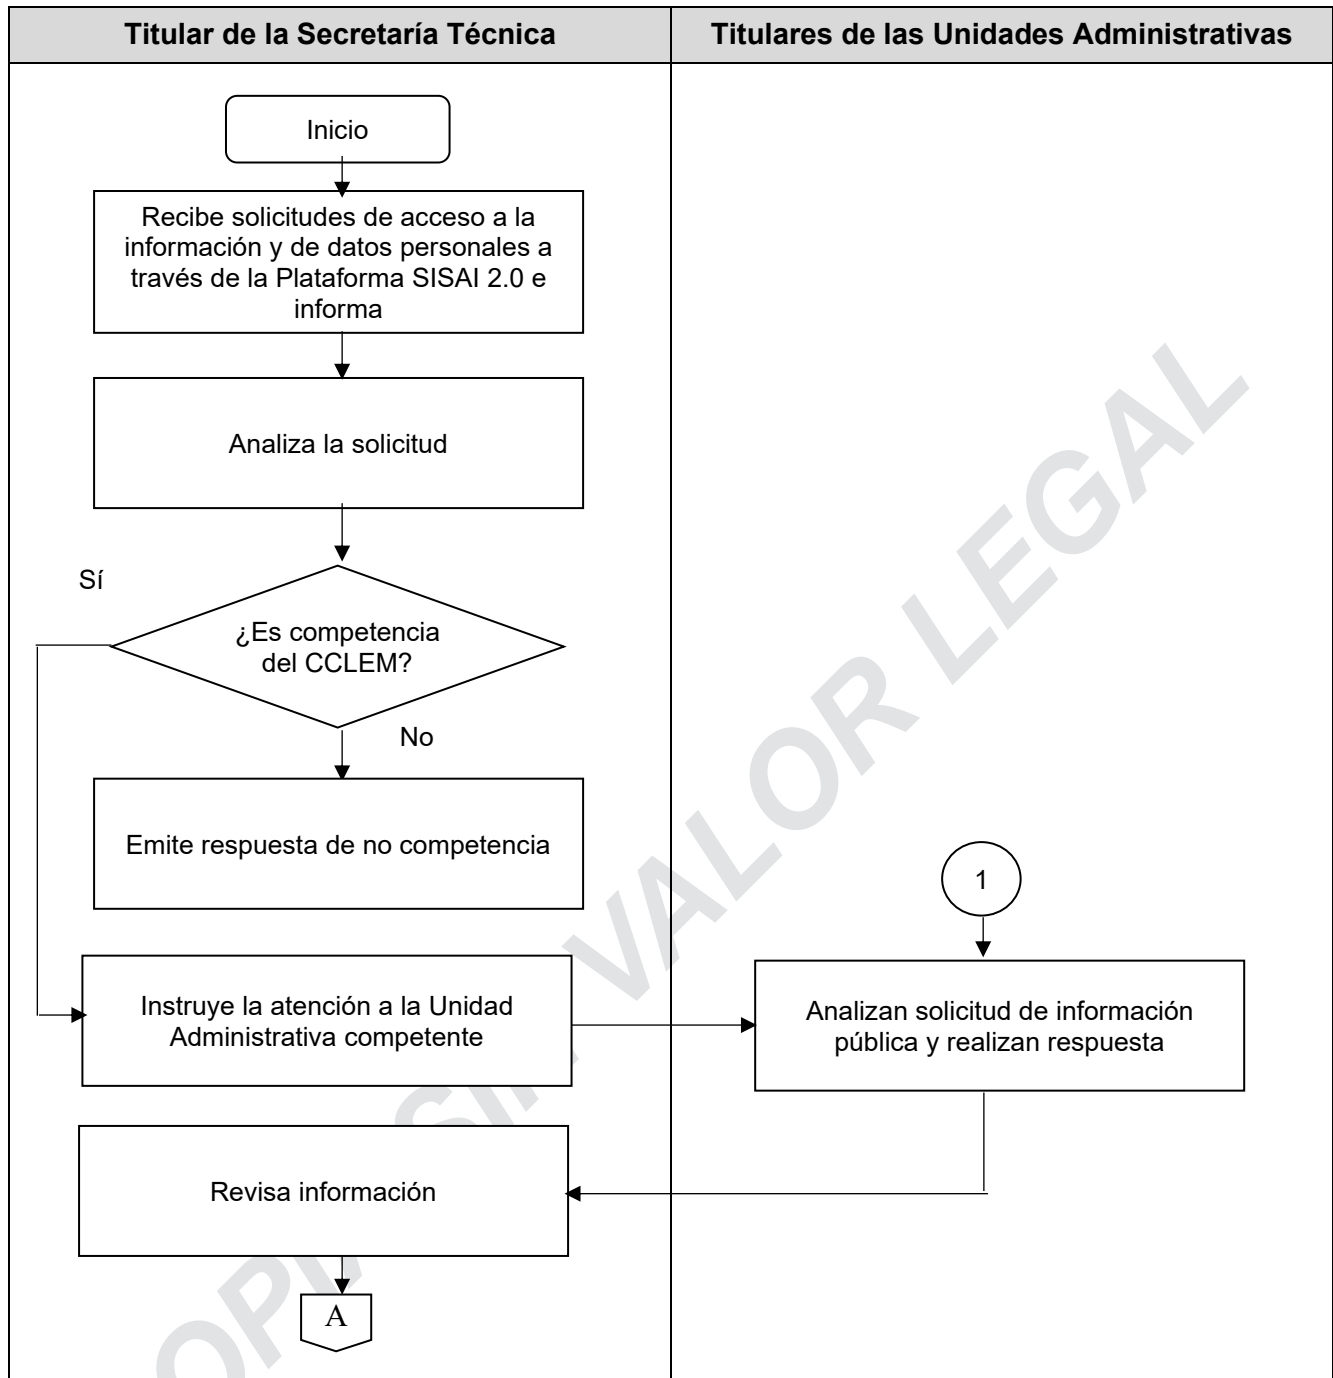 Titular de la Secretaría Técnica
Titulares de las Unidades Administrativas
Inicio
Recibe solicitudes de acceso a la
información y de datos personales a
través de la Plataforma SISAI 2.0 e
informa
Analiza la solicitud
Sí
¿Es competencia
del CCLEM?
No
Emite respuesta de no competencia
1
Instruye la atención a la Unidad
Administrativa competente
Analizan solicitud de información
pública y realizan respuesta
Revisa información
A
OPIA SIN VALOR LEGAL